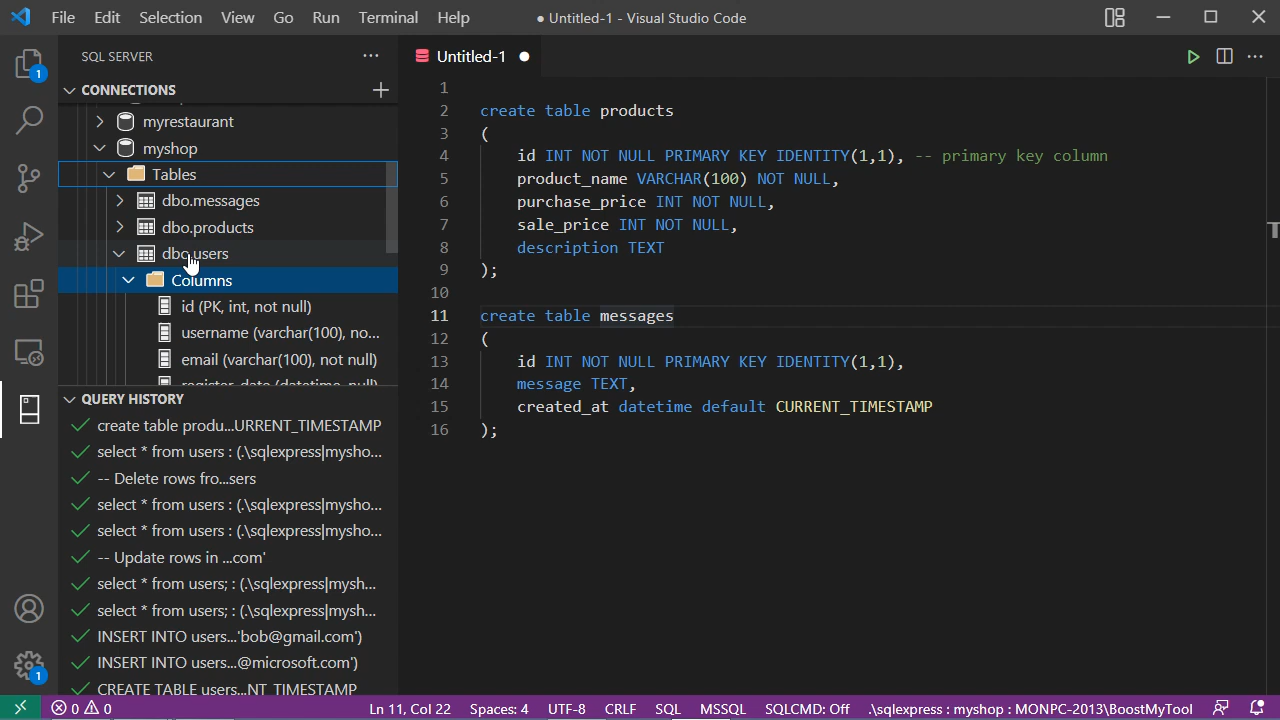 File Edit Selection View Go Run Terminal Help ● Untitled-1 - Visual Studio Code
SQL SERVER ...
CONNECTIONS
myrestaurant
myshop
Tables
dbo.messages
dbo.products
dbo.users
Columns
id (PK, int, not null)
username (varchar(100), no...
email (varchar(100), not null)
register_date (datetime, null)
QUERY HISTORY
create table produ...URRENT_TIMESTAMP
select * from users : (.\sqlexpress|mysho...
-- Delete rows fro...sers
select * from users : (.\sqlexpress|mysho...
select * from users : (.\sqlexpress|mysho...
-- Update rows in ...com'
select * from users; : (.\sqlexpress|mysh...
select * from users; : (.\sqlexpress|mysh...
INSERT INTO users...'bob@gmail.com')
INSERT INTO users...@microsoft.com')
CREATE TABLE users...NT_TIMESTAMP
1
1
Untitled-1 ●
1
2 create table products
3 (
4 id INT NOT NULL PRIMARY KEY IDENTITY(1,1), -- primary key column
5 product_name VARCHAR(100) NOT NULL,
6 purchase_price INT NOT NULL,
7 sale_price INT NOT NULL,
8 description TEXT
9 );
10
11 create table messages
12 (
13 id INT NOT NULL PRIMARY KEY IDENTITY(1,1),
14 message TEXT,
15 created_at datetime default CURRENT_TIMESTAMP
16 );
0 0 Ln 11, Col 22 Spaces: 4 UTF-8 CRLF SQL MSSQL SQLCMD: Off .\sqlexpress : myshop : MONPC-2013\BoostMyTool